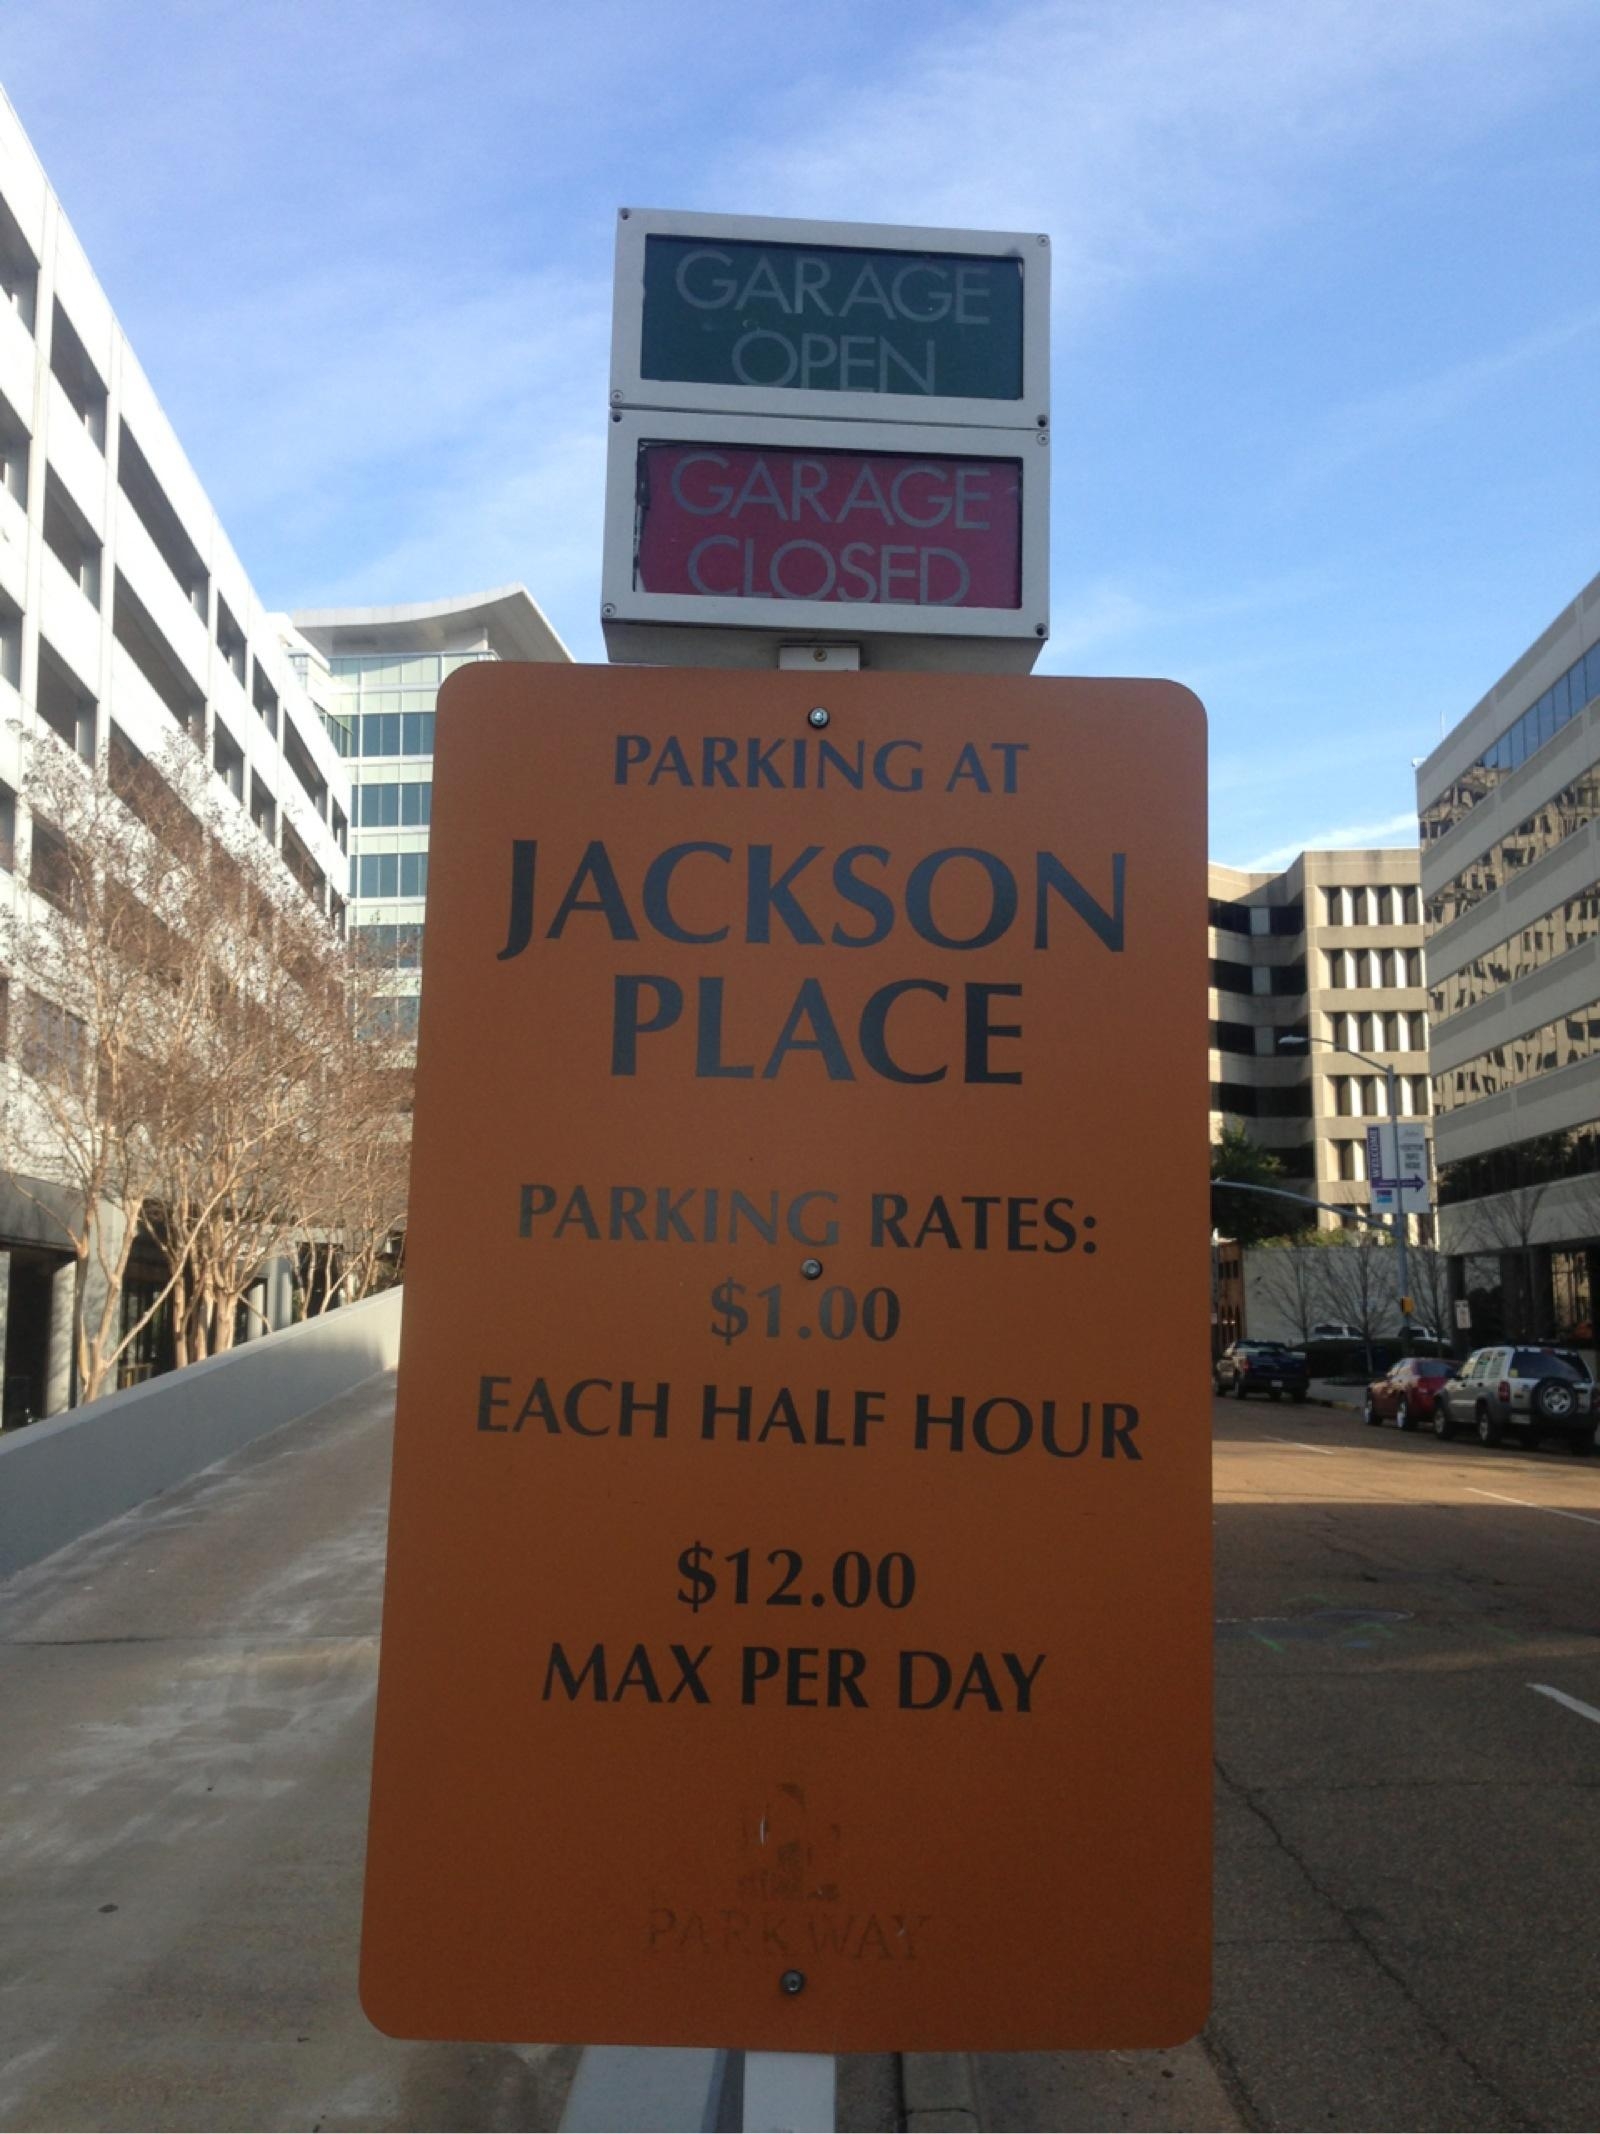 GARAGE
OPEN
GARAGE
CLOSED
PARKING AT
JACKSON
PLACE
PARKING RATES:
$1.00
EACH HALF HOUR
$12.00
MAX PER DAY
PARKWAY
WELCOME